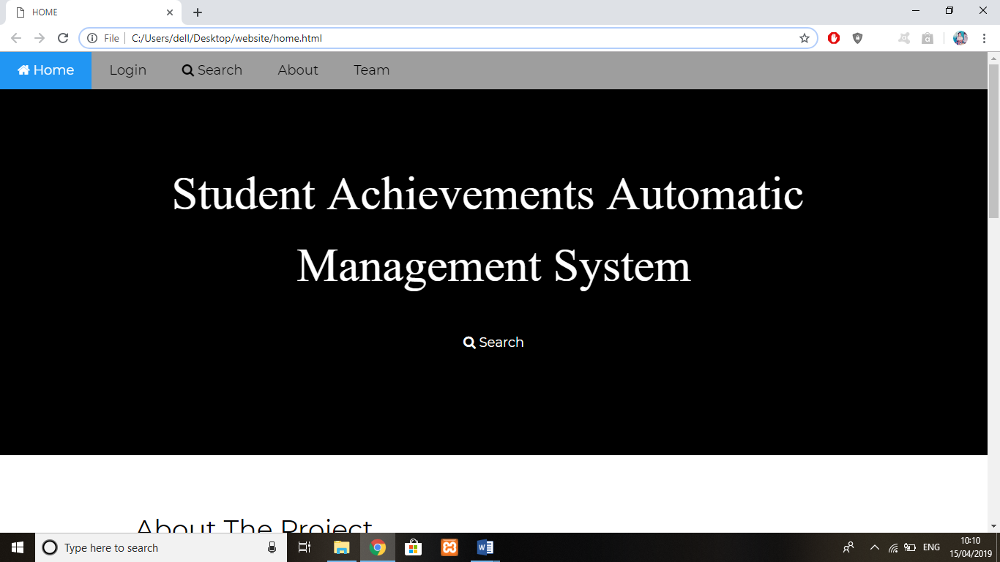 HOME
File C:/Users/dell/Desktop/website/home.html
Home Login Search About Team
Student Achievements Automatic
Management System
Search
About The Project
Type here to search
ENG
10:10
15/04/2019